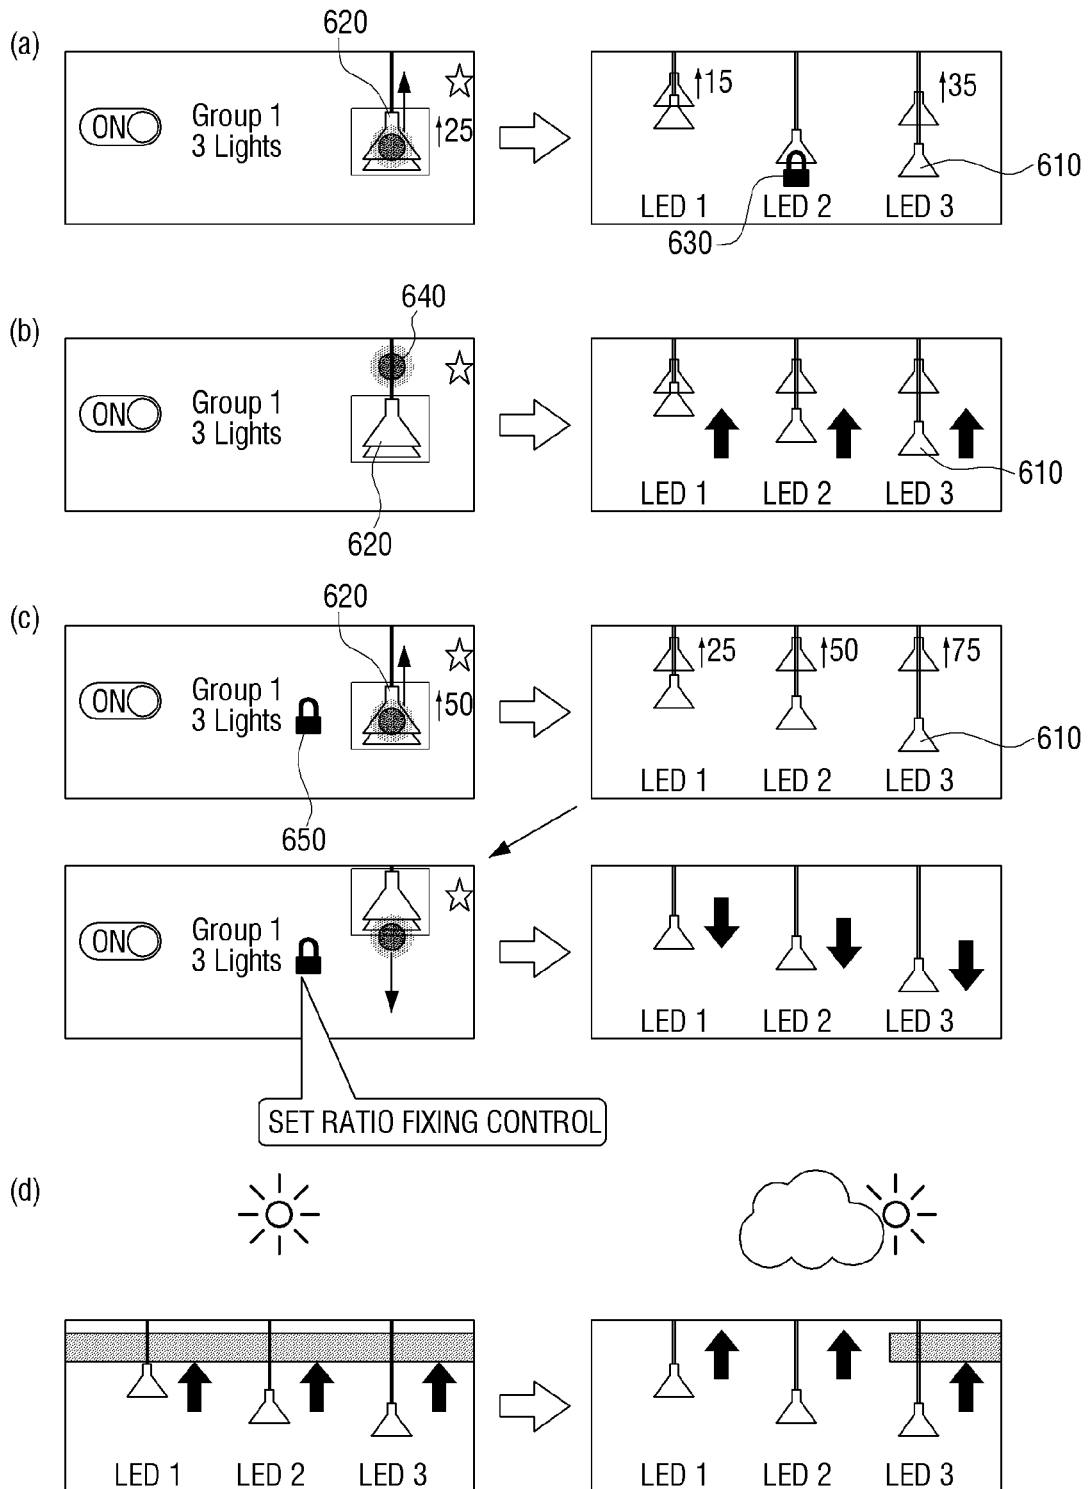 (a)
620
ON
Group 1
3 Lights
↑25
↑15
↑35
610
LED 1 LED 2 LED 3
630
(b)
640
ON
Group 1
3 Lights
620
610
LED 1 LED 2 LED 3
(c)
620
ON
Group 1
3 Lights
↑50
650
↑25 ↑50 ↑75
610
LED 1 LED 2 LED 3
ON
Group 1
3 Lights
LED 1 LED 2 LED 3
SET RATIO FIXING CONTROL
(d)
LED 1 LED 2 LED 3
LED 1 LED 2 LED 3